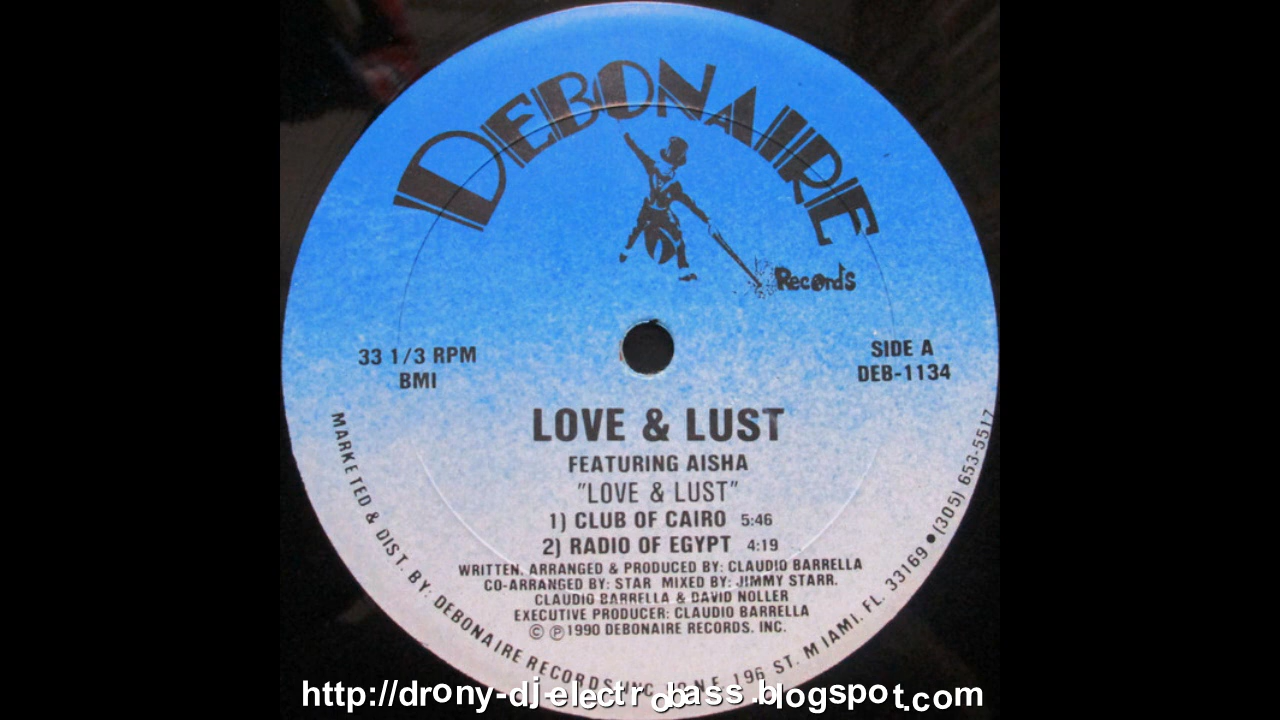 DEBONAIRE
Records
33 1/3 RPM
BMI
SIDE A
DEB-1134
LOVE & LUST
FEATURING AISHA
"LOVE & LUST"
1) CLUB OF CAIRO 5:46
2) RADIO OF EGYPT 4:19
WRITTEN, ARRANGED & PRODUCED BY: CLAUDIO BARRELLA
CO-ARRANGED BY: STAR MIXED BY: JIMMY STARR,
CLAUDIO BARRELLA & DAVID NOLLER
EXECUTIVE PRODUCER: CLAUDIO BARRELLA
© ℗ 1990 DEBONAIRE RECORDS, INC.
MARKETED & DIST. BY: DEBONAIRE RECORDS INC. N.E. 196 ST. MIAMI, FL. 33169 • (305) 653-5517
http://drony-dj-electrobass.blogspot.com